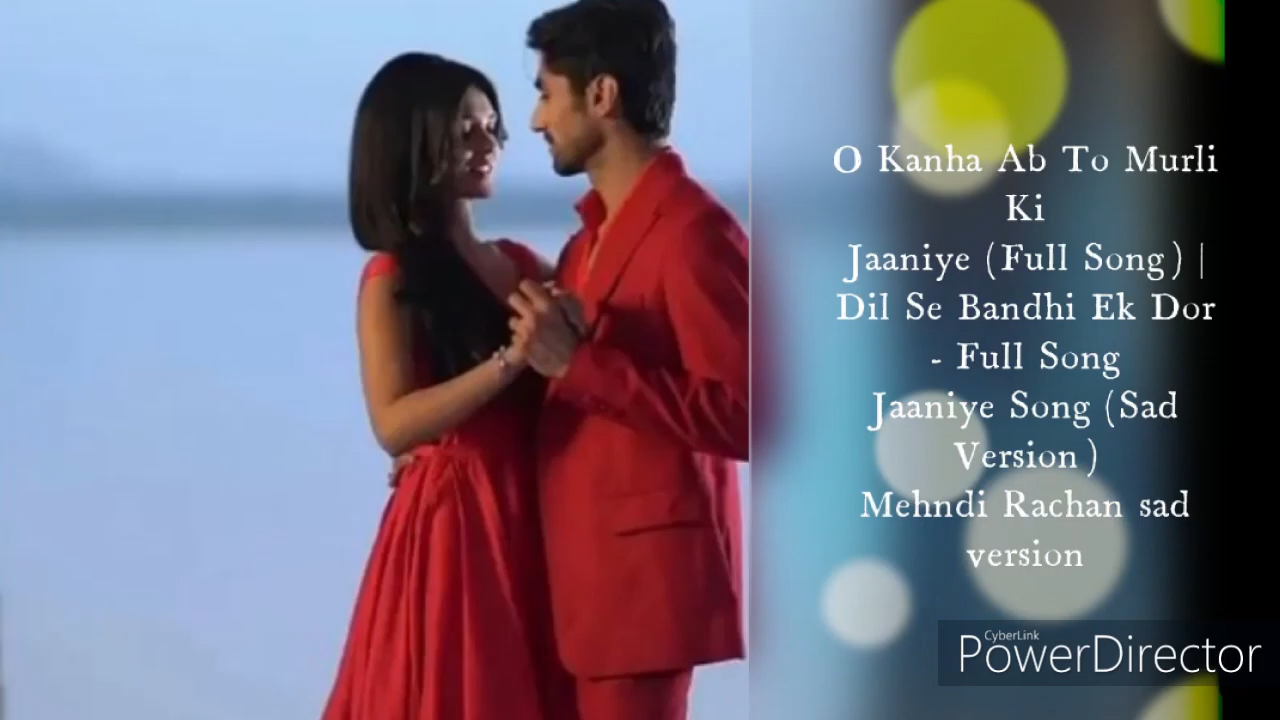 O Kanha Ab To Murli
Ki
Jaaniye (Full Song) |
Dil Se Bandhi Ek Dor
- Full Song
Jaaniye Song (Sad
Version)
Mehndi Rachan sad
version
CyberLink
PowerDirector